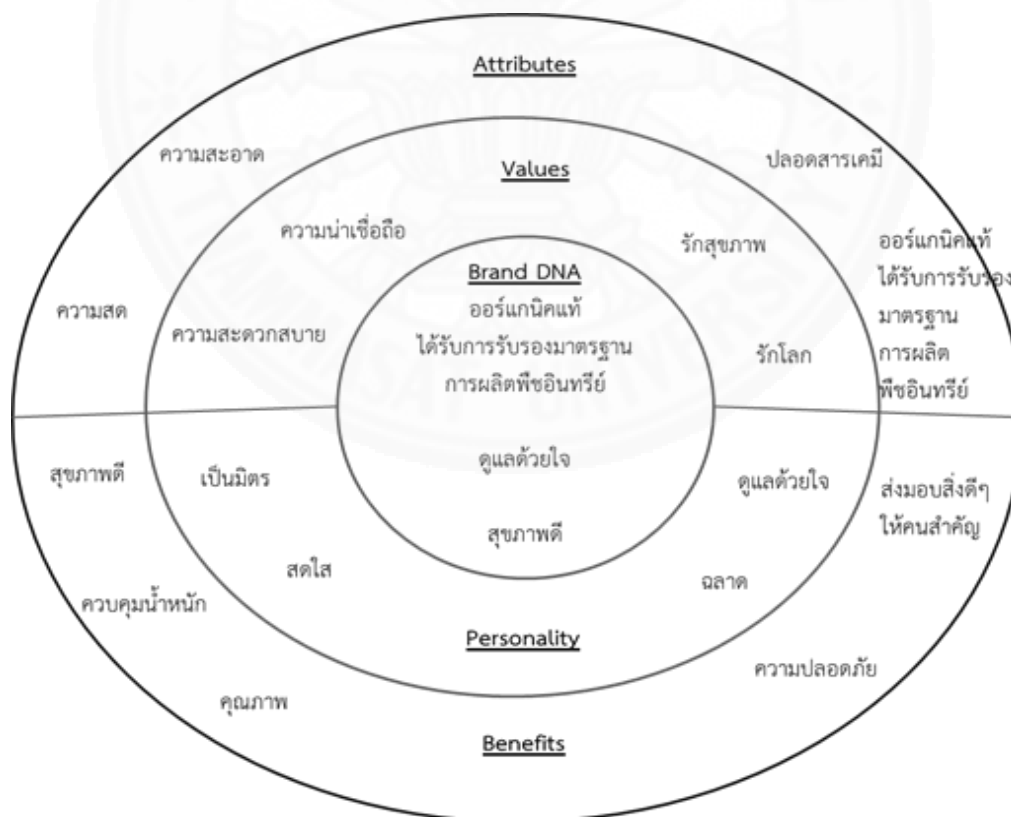 Attributes
ความสะอาด
ปลอดสารเคมี
Values
ความน่าเชื่อถือ
รักสุขภาพ
ออร์แกนิคแท้
ได้รับการรับรอง
มาตรฐาน
การผลิต
พืชอินทรีย์
Brand DNA
ออร์แกนิคแท้
ได้รับการรับรองมาตรฐาน
การผลิตพืชอินทรีย์
ความสด
ความสะดวกสบาย
รักโลก
ดูแลด้วยใจ
สุขภาพดี
สุขภาพดี
เป็นมิตร
ดูแลด้วยใจ
ส่งมอบสิ่งดีๆ
ให้คนสำคัญ
สดใส
ฉลาด
ควบคุมน้ำหนัก
Personality
ความปลอดภัย
คุณภาพ
Benefits